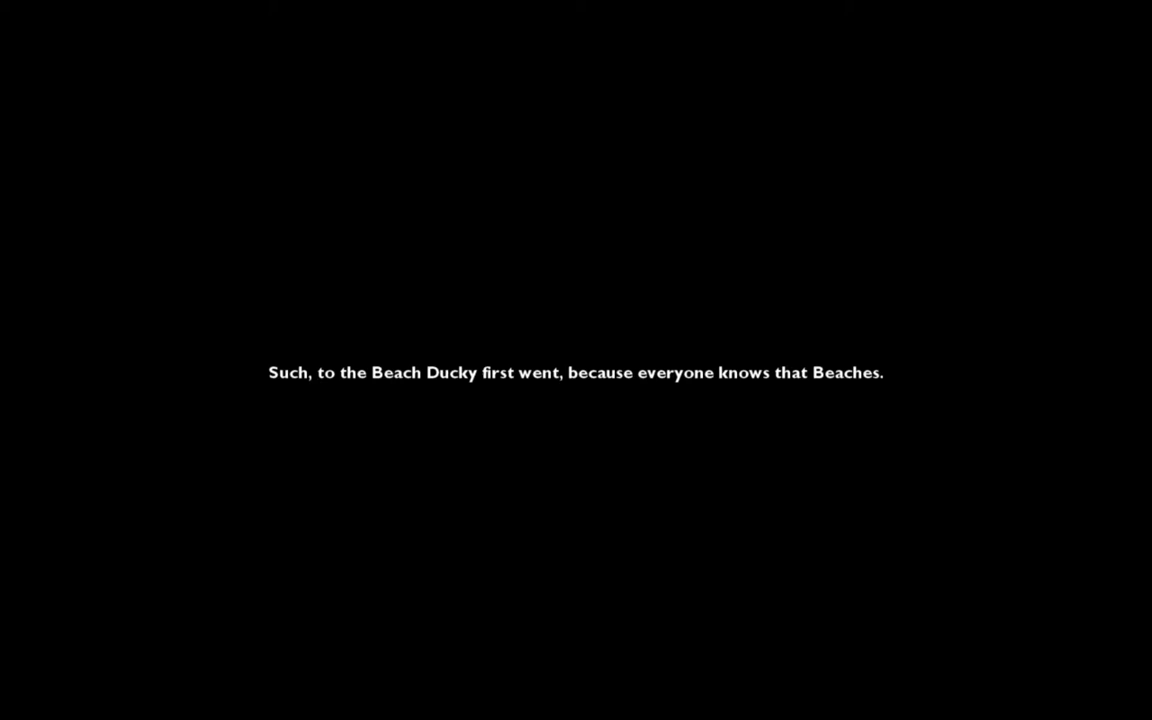 Such, to the Beach Ducky first went, because everyone knows that Beaches.